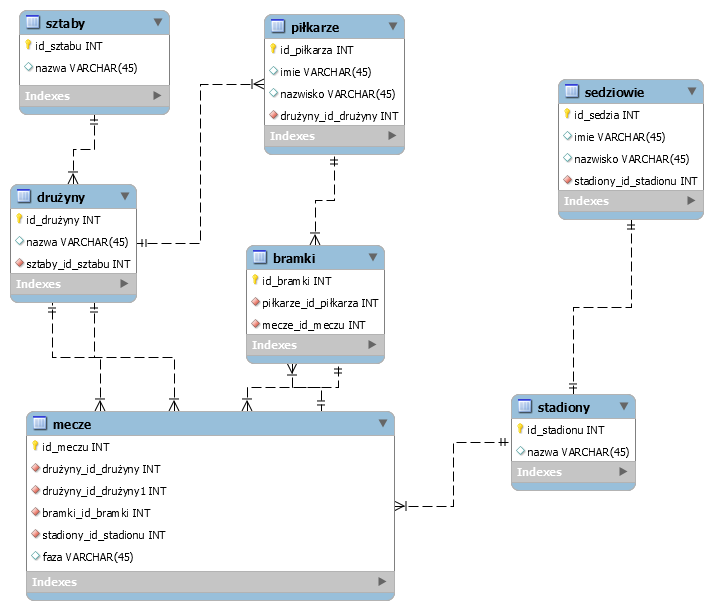 sztaby
id_sztabu INT
nazwa VARCHAR(45)
Indexes
piłkarze
id_piłkarza INT
imie VARCHAR(45)
nazwisko VARCHAR(45)
drużyny_id_drużyny INT
Indexes
sedziowie
id_sedzia INT
imie VARCHAR(45)
nazwisko VARCHAR(45)
stadiony_id_stadionu INT
Indexes
drużyny
id_drużyny INT
nazwa VARCHAR(45)
sztaby_id_sztabu INT
Indexes
bramki
id_bramki INT
piłkarze_id_piłkarza INT
mecze_id_meczu INT
Indexes
mecze
id_meczu INT
drużyny_id_drużyny INT
drużyny_id_drużyny1 INT
bramki_id_bramki INT
stadiony_id_stadionu INT
faza VARCHAR(45)
Indexes
stadiony
id_stadionu INT
nazwa VARCHAR(45)
Indexes